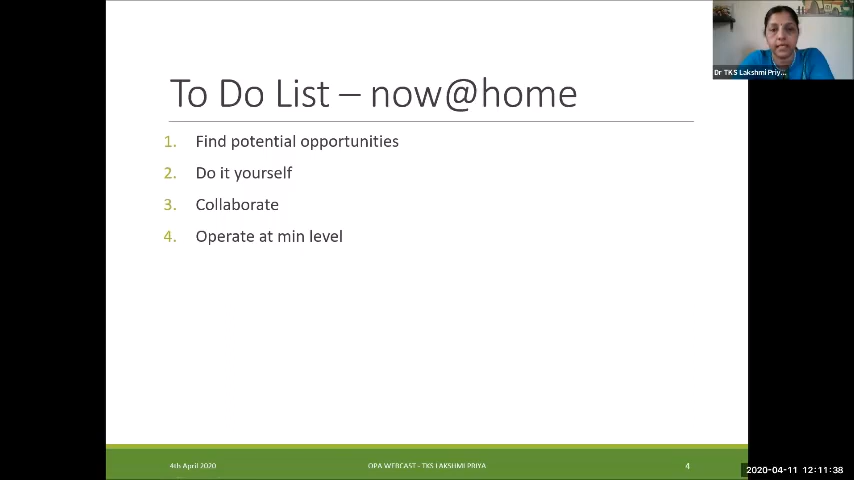 Dr TKS Lakshmi Priy...
To Do List – now@home
1. Find potential opportunities
2. Do it yourself
3. Collaborate
4. Operate at min level
4th April 2020
OPA WEBCAST - TKS LAKSHMI PRIYA
4
2020-04-11 12:11:38